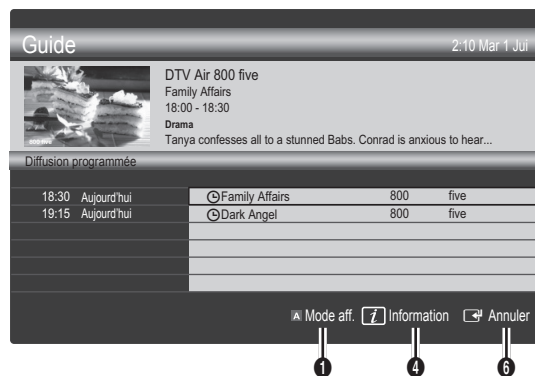 Guide 2:10 Mar 1 Jui
DTV Air 800 five
Family Affairs
18:00 - 18:30
Drama
Tanya confesses all to a stunned Babs. Conrad is anxious to hear...
800 five
Diffusion programmée
18:30 Aujourd'hui Family Affairs 800 five
19:15 Aujourd'hui Dark Angel 800 five
A Mode aff. i Information Annuler
1 4 6